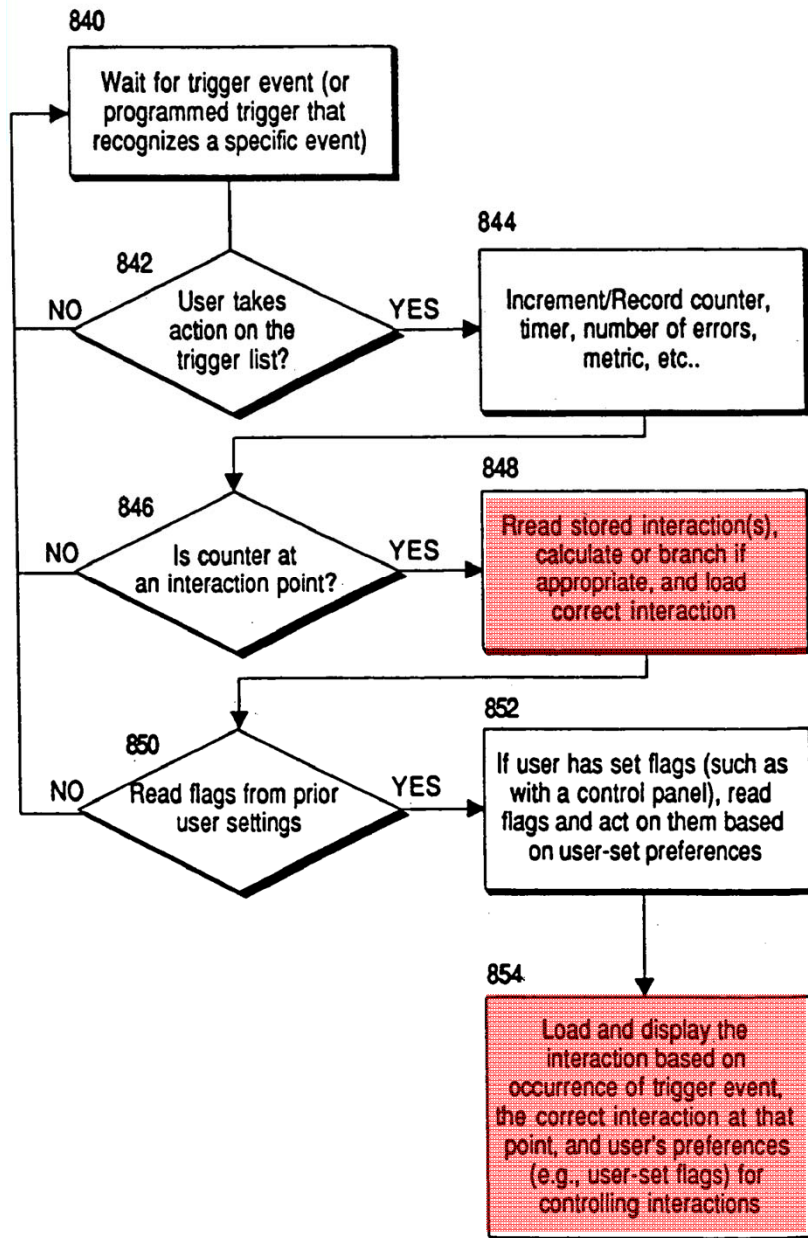 840
Wait for trigger event (or
programmed trigger that
recognizes a specific event)
842
NO
User takes
action on the
trigger list?
YES
844
Increment/Record counter,
timer, number of errors,
metric, etc..
846
NO
Is counter at
an interaction point?
YES
848
Rread stored interaction(s),
calculate or branch if
appropriate, and load
correct interaction
850
NO
Read flags from prior
user settings
YES
852
If user has set flags (such as
with a control panel), read
flags and act on them based
on user-set preferences
854
Load and display the
interaction based on
occurrence of trigger event,
the correct interaction at that
point, and user's preferences
(e.g., user-set flags) for
controlling interactions